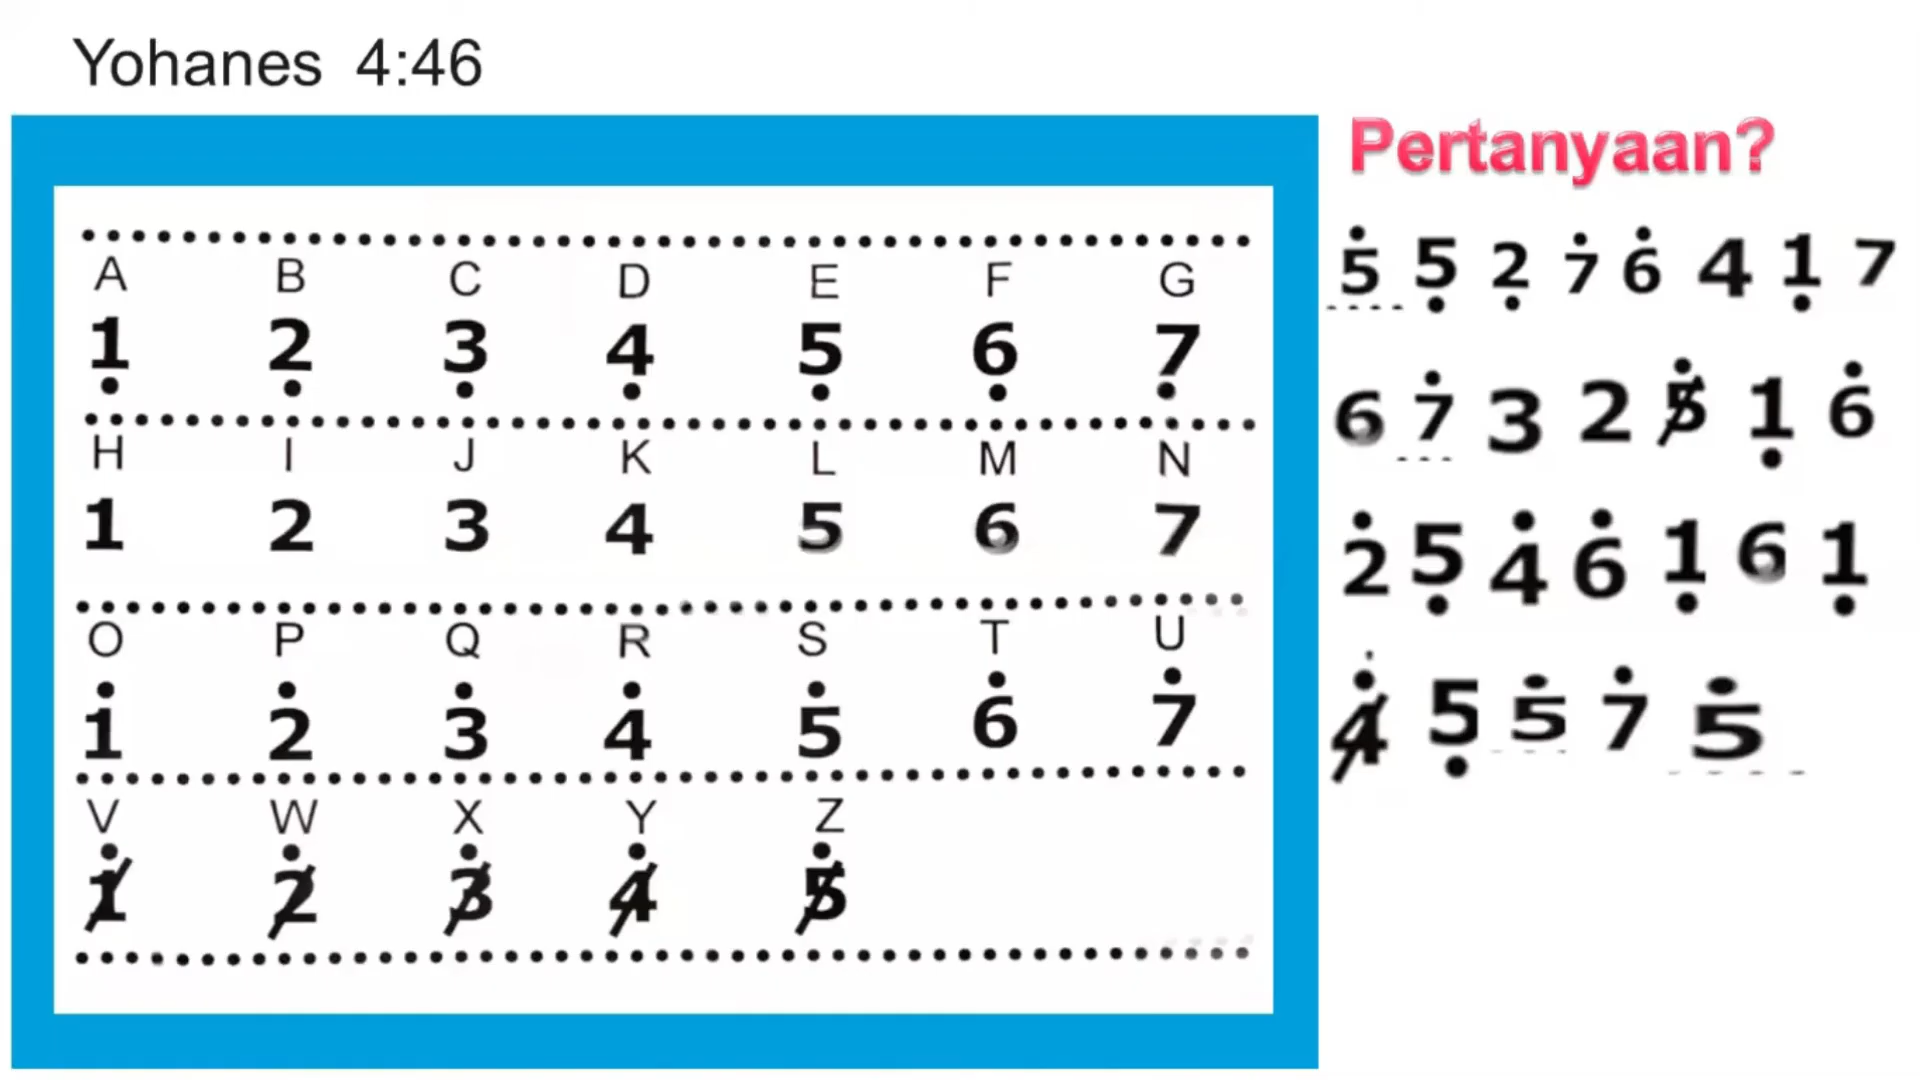 Yohanes 4:46
Pertanyaan?
A B C D E F G
1 2 3 4 5 6 7
H I J K L M N
1 2 3 4 5 6 7
O P Q R S T U
1 2 3 4 5 6 7
V W X Y Z
1 2 3 4 5
5 5 2 7 6 4 1 7
6 7 3 2 5 1 6
2 5 4 6 1 6 1
4 5 5 7 5